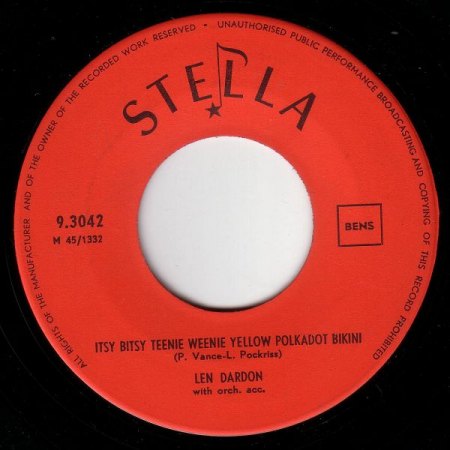 ALL RIGHTS OF THE MANUFACTURER AND OF THE OWNER OF THE RECORDED WORK RESERVED - UNAUTHORISED PUBLIC PERFORMANCE BROADCASTING AND COPYING OF THIS RECORD PROHIBITED
STELLA
9.3042
M 45/1332
BENS
ITSY BITSY TEENIE WEENIE YELLOW POLKADOT BIKINI
(P. Vance-L. Pockriss)
LEN DARDON
with orch. acc.